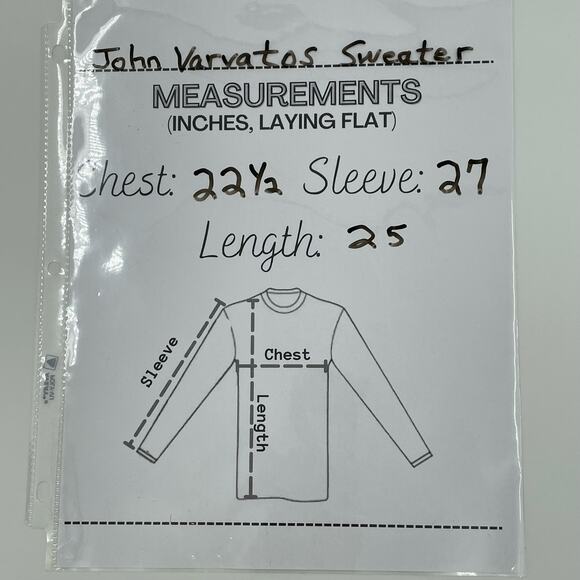 John Varvatos Sweater
MEASUREMENTS
(INCHES, LAYING FLAT)
Chest: 22½ Sleeve: 27
Length: 25
Sleeve
Chest
Length